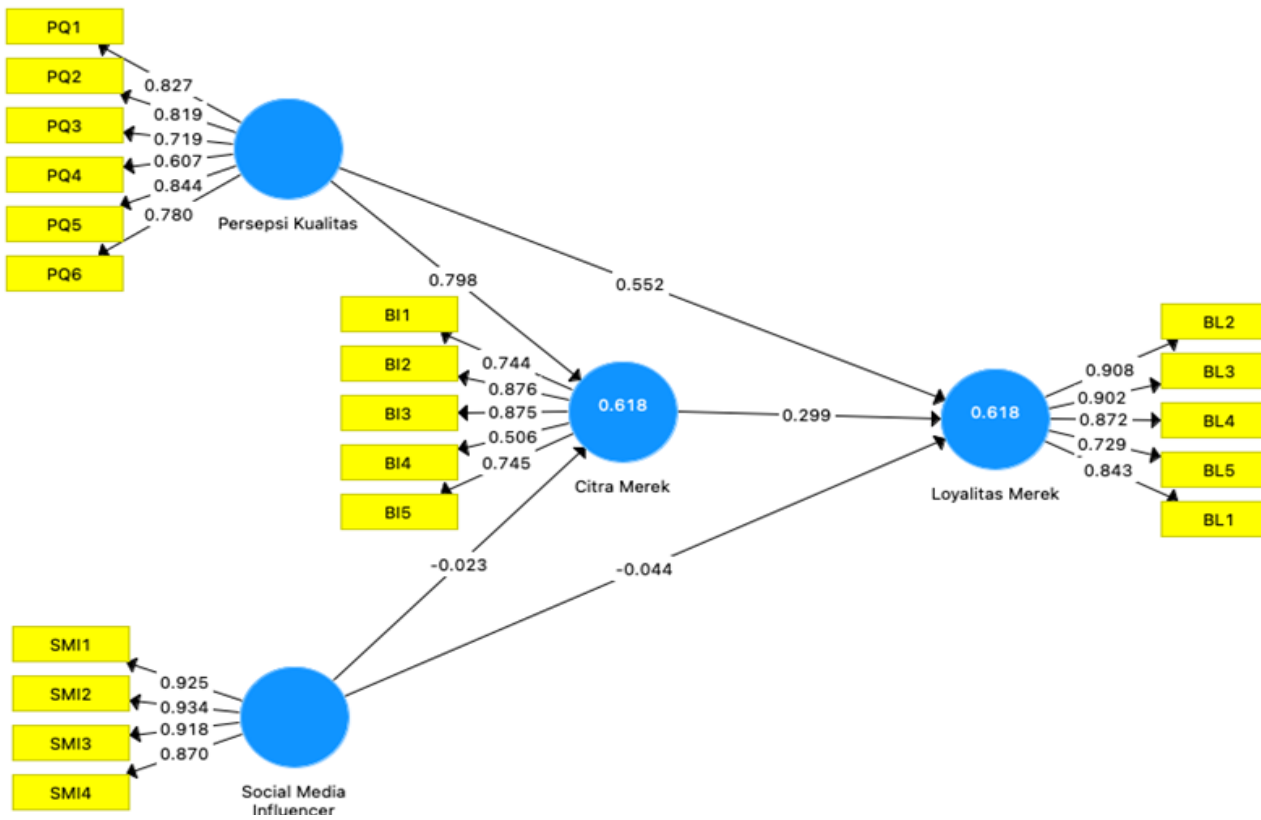 PQ1
PQ2
PQ3
PQ4
PQ5
PQ6
0.827
0.819
0.719
0.607
0.844
0.780
Persepsi Kualitas
0.798
0.552
BI1
BI2
BI3
BI4
BI5
0.744
0.876
0.875
0.506
0.745
0.618
Citra Merek
0.299
0.618
Loyalitas Merek
0.908
0.902
0.872
0.729
0.843
BL2
BL3
BL4
BL5
BL1
-0.023
-0.044
SMI1
SMI2
SMI3
SMI4
0.925
0.934
0.918
0.870
Social Media
Influencer